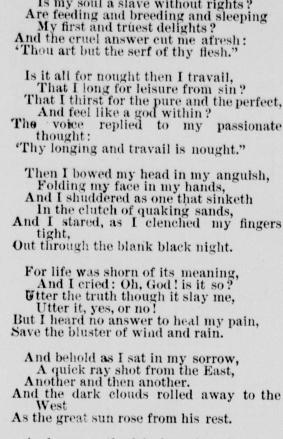 Is my soul a slave without rights?
Are feeding and breeding and sleeping
My first and truest delights?
And the cruel answer cut me afresh:
'Thou art but the serf of thy flesh."
Is it all for nought then I travail,
That I long for leisure from sin?
That I thirst for the pure and the perfect,
And feel like a god within?
The voice replied to my passionate
thought:
'Thy longing and travail is nought."
Then I bowed my head in my anguish,
Folding my face in my hands,
And I shuddered as one that sinketh
In the clutch of quaking sands,
And I stared, as I clenched my fingers
tight,
Out through the blank black night.
For life was shorn of its meaning,
And I cried: Oh, God! is it so?
Utter the truth though it slay me,
Utter it, yes, or no!
But I heard no answer to heal my pain,
Save the bluster of wind and rain.
And behold as I sat in my sorrow,
A quick ray shot from the East,
Another and then another.
And the dark clouds rolled away to the
West
As the great sun rose from his rest.